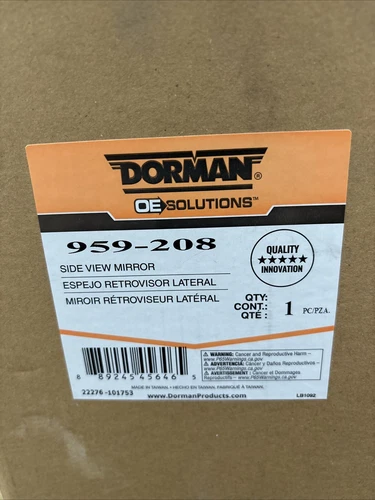 DORMAN®
OE SOLUTIONS™
959-208
SIDE VIEW MIRROR
ESPEJO RETROVISOR LATERAL
MIROIR RÉTROVISEUR LATÉRAL
QUALITY
★★★★★
INNOVATION
QTY:
CONT.: 1 PC/PZA.
QTÉ :
8 89245 45646 5
22276 -101753
⚠ WARNING: Cancer and Reproductive Harm –
– www.P65Warnings.ca.gov
⚠ AVISO : Cancer y Daños Reproductivos –
– www.P65Warnings.ca.gov
⚠ AVERTISSEMENT : Cancer et Dommages
Reproductifs – www.P65Warnings.ca.gov
MADE IN TAIWAN. • HECHO EN TAIWÁN. • FABRIQUÉ À TAIWAN.
www.DormanProducts.com
LB1092